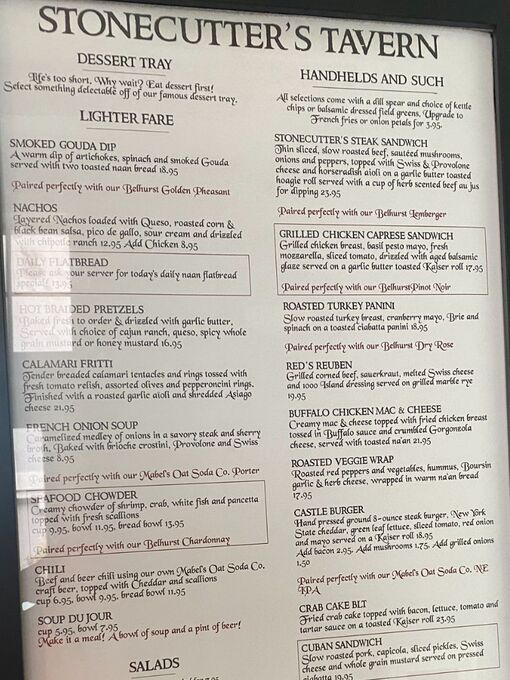 STONECUTTER'S TAVERN
DESSERT TRAY
Life's too short, Why wait? Eat dessert first!
Select something delectable off of our famous dessert tray.
LIGHTER FARE
SMOKED GOUDA DIP
A warm dip of artichokes, spinach and smoked Gouda
served with two toasted naan bread 18.95
Paired perfectly with our Belhurst Golden Pheasant
NACHOS
Layered Nachos loaded with Queso, roasted corn &
black bean salsa, pico de gallo, sour cream and drizzled
with chipotle ranch 12.95 Add Chicken 8.95
DAILY FLATBREAD
Please ask your server for today's daily naan flatbread
special! 13.95
HOT BRAIDED PRETZELS
Baked fresh to order & drizzled with garlic butter,
Served with choice of cajun ranch, queso, spicy whole
grain mustard or honey mustard 16.95
CALAMARI FRITTI
Tender breaded calamari tentacles and rings tossed with
fresh tomato relish, assorted olives and pepperoncini rings.
Finished with a roasted garlic aioli and shredded Asiago
cheese 21.95
FRENCH ONION SOUP
Caramelized medley of onions in a savory steak and sherry
broth, Baked with brioche crostini, Provolone and Swiss
cheese 8.95
Paired perfectly with our Mabel's Oat Soda Co. Porter
SEAFOOD CHOWDER
Creamy chowder of shrimp, crab, white fish and pancetta
topped with fresh scallions
cup 9.95, bowl 11.95, bread bowl 13.95
Paired perfectly with our Belhurst Chardonnay
CHILI
Beef and beer chili using our own Mabel's Oat Soda Co.
craft beer, topped with Cheddar and scallions
cup 6.95, bowl 9.95, bread bowl 11.95
SOUP DU JOUR
cup 5.95, bowl 7.95
Make it a meal! A bowl of soup and a pint of beer!
SALADS
HANDHELDS AND SUCH
All selections come with a dill spear and choice of kettle
chips or balsamic dressed field greens, Upgrade to
French fries or onion petals for 3.95.
STONECUTTER'S STEAK SANDWICH
Thin sliced, slow roasted beef, sautéed mushrooms,
onions and peppers, topped with Swiss & Provolone
cheese and horseradish aioli on a garlic butter toasted
hoagie roll served with a cup of herb scented beef au jus
for dipping 23.95
Paired perfectly with our Belhurst Lemberger
GRILLED CHICKEN CAPRESE SANDWICH
Grilled chicken breast, basil pesto mayo, fresh
mozzarella, sliced tomato, drizzled with aged balsamic
glaze served on a garlic butter toasted Kaiser roll 17.95
Paired perfectly with our Belhurst Pinot Noir
ROASTED TURKEY PANINI
Slow roasted turkey breast, cranberry mayo, Brie and
spinach on a toasted ciabatta panini 18.95
Paired perfectly with our Belhurst Dry Rose
RED'S REUBEN
Grilled corned beef, sauerkraut, melted Swiss cheese
and 1000 Island dressing served on grilled marble rye
19.95
BUFFALO CHICKEN MAC & CHEESE
Creamy mac & cheese topped with fried chicken breast
tossed in Buffalo sauce and crumbled Gorgonzola
cheese, served with toasted na'an 21.95
ROASTED VEGGIE WRAP
Roasted red peppers and vegetables, hummus, Boursin
garlic & herb cheese, wrapped in warm na'an bread
17.95
CASTLE BURGER
Hand pressed ground 8-ounce steak burger, New York
State cheddar, green leaf lettuce, sliced tomato, red onion
and mayo served on a Kaiser roll 18.95
Add bacon 2.95, Add mushrooms 1.75, Add grilled onions
1.50
Paired perfectly with our Mabel's Oat Soda Co. NE
IPA
CRAB CAKE BLT
Fried crab cake topped with bacon, lettuce, tomato and
tartar sauce on a toasted Kaiser roll 23.95
CUBAN SANDWICH
Slow roasted pork, capicola, sliced pickles, Swiss
cheese and whole grain mustard served on pressed
ciabatta 19.95